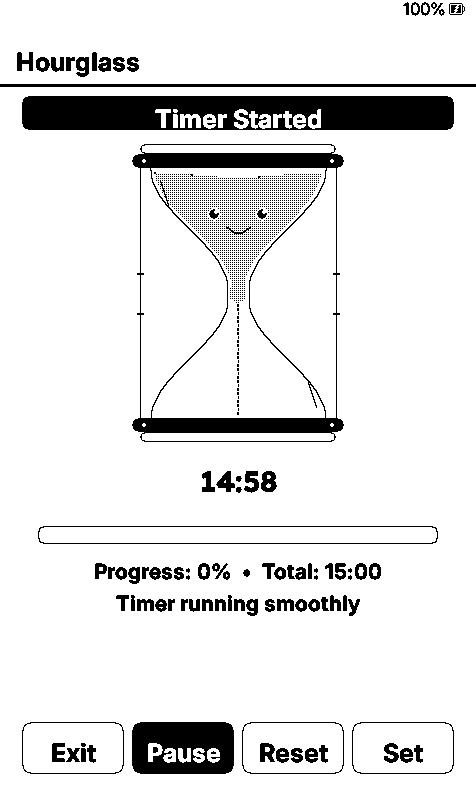 100%
Hourglass
Timer Started
14:58
Progress: 0% • Total: 15:00
Timer running smoothly
Exit Pause Reset Set